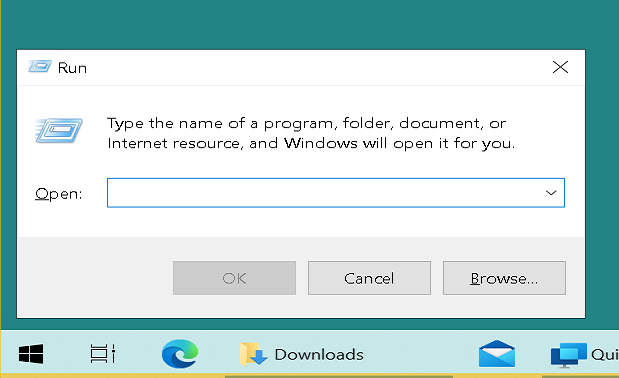 Run
Type the name of a program, folder, document, or
Internet resource, and Windows will open it for you.
Open:
OK Cancel Browse...
Downloads Qui